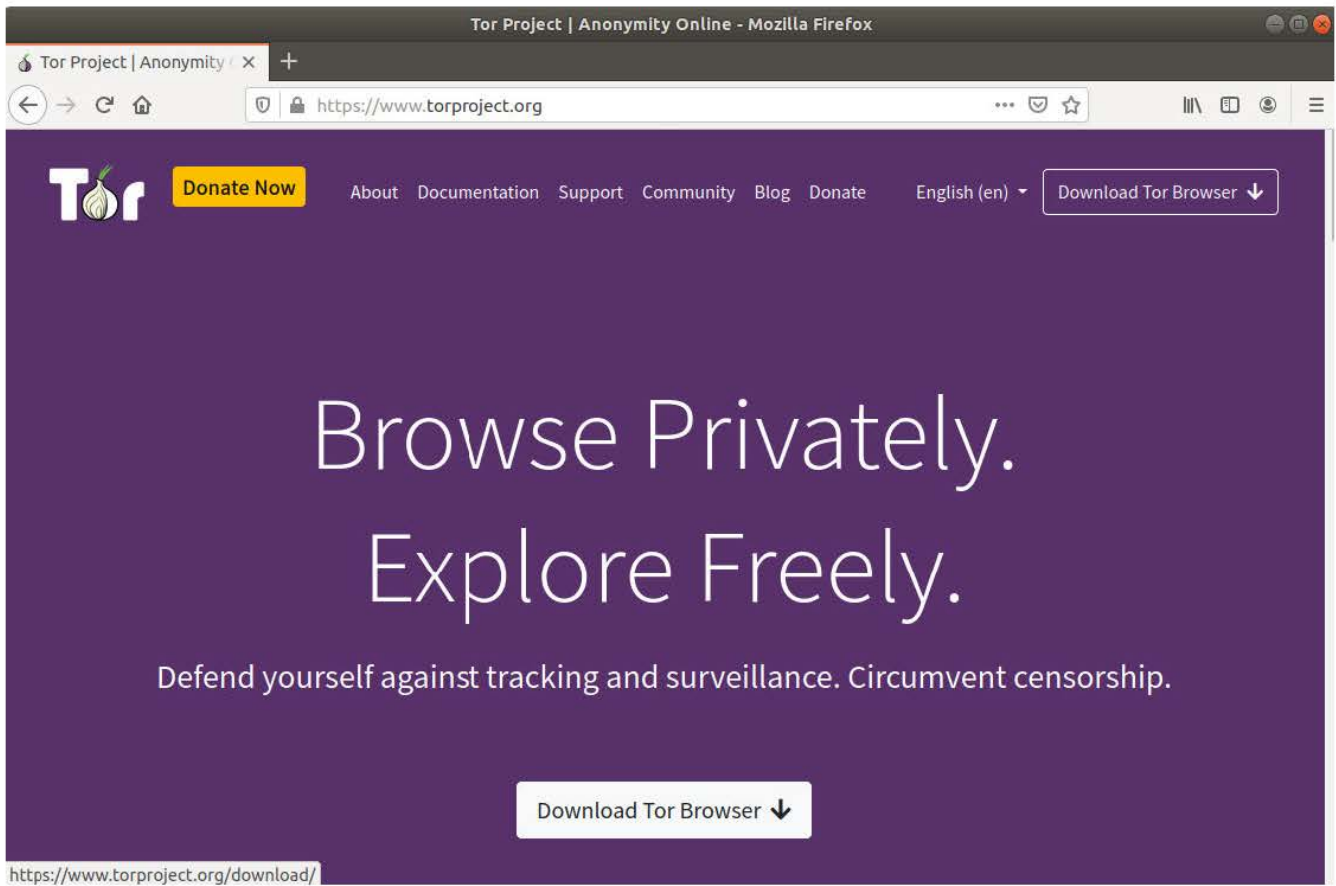 Tor Project | Anonymity Online - Mozilla Firefox
Tor Project | Anonymity
https://www.torproject.org
Tor
Donate Now
About Documentation Support Community Blog Donate English (en) Download Tor Browser
Browse Privately.
Explore Freely.
Defend yourself against tracking and surveillance. Circumvent censorship.
Download Tor Browser
https://www.torproject.org/download/